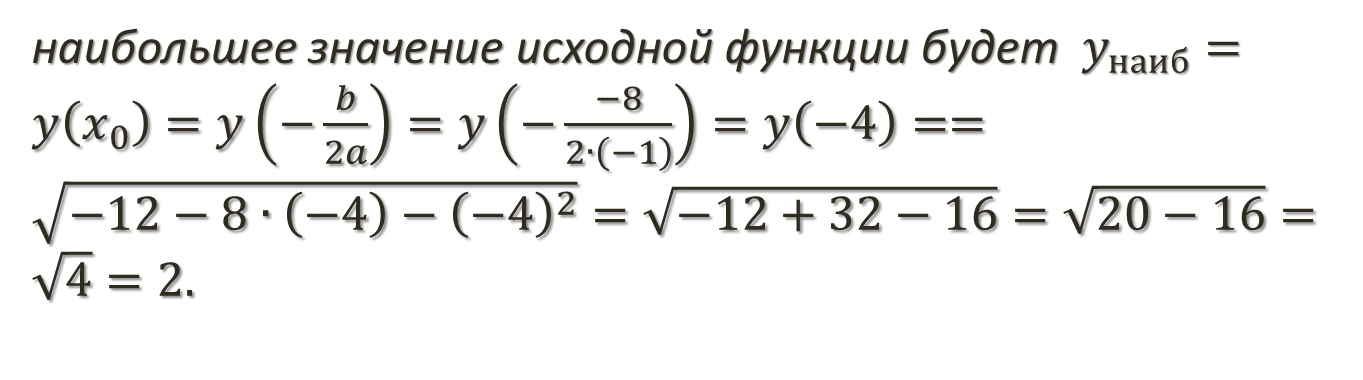 наибольшее значение исходной функции будет y_наиб =
y(x₀) = y(−b/2a) = y(−−8/2·(−1)) = y(−4) ==
√−12 − 8 · (−4) − (−4)² = √−12 + 32 − 16 = √20 − 16 =
√4 = 2.